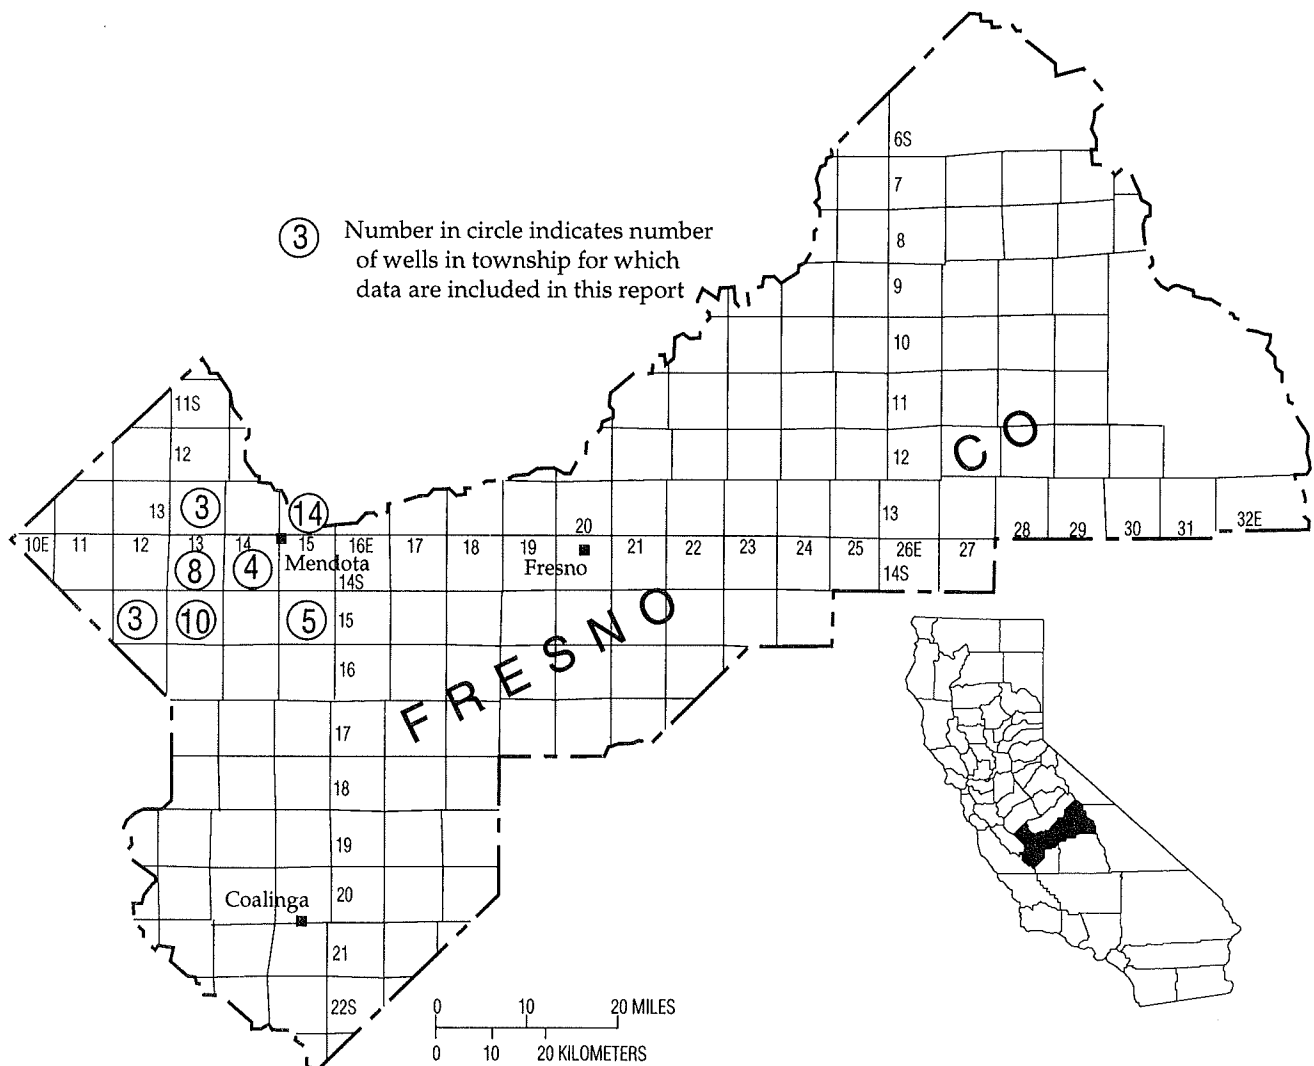 6S
7
③ Number in circle indicates number
of wells in township for which
data are included in this report
8
9
10
11S
11
12
12
C O
13 ③ ⑭
13
20
10E 11 12 13 14 15 16E 17 18 19 21 22 23 24 25 26E 27 28 29 30 31 32E
⑧ ④ Mendota Fresno
14S 14S
③ ⑩ ⑤ 15
FRESNO
16
17
18
19
Coalinga 20
21
22S
0 10 20 MILES
0 10 20 KILOMETERS